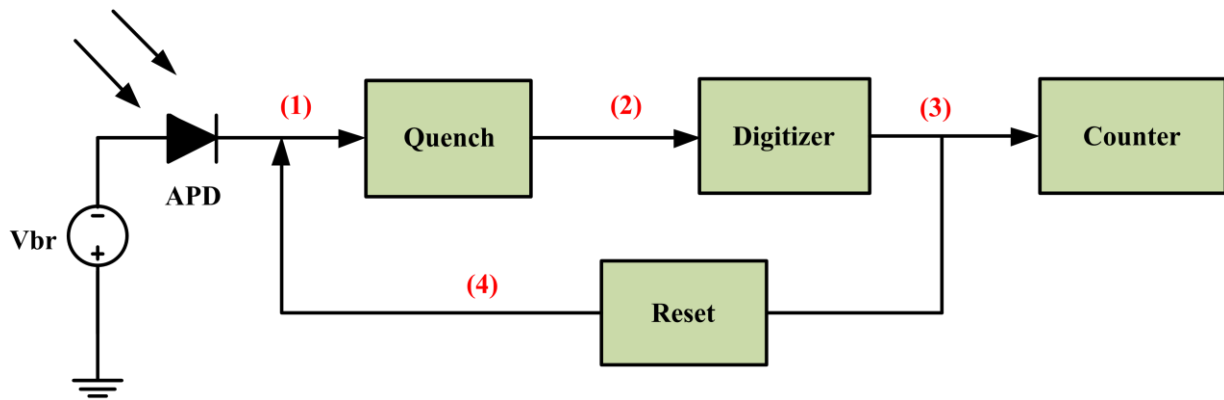 (1)
Quench
(2)
Digitizer
(3)
Counter
APD
Vbr
-
+
(4)
Reset